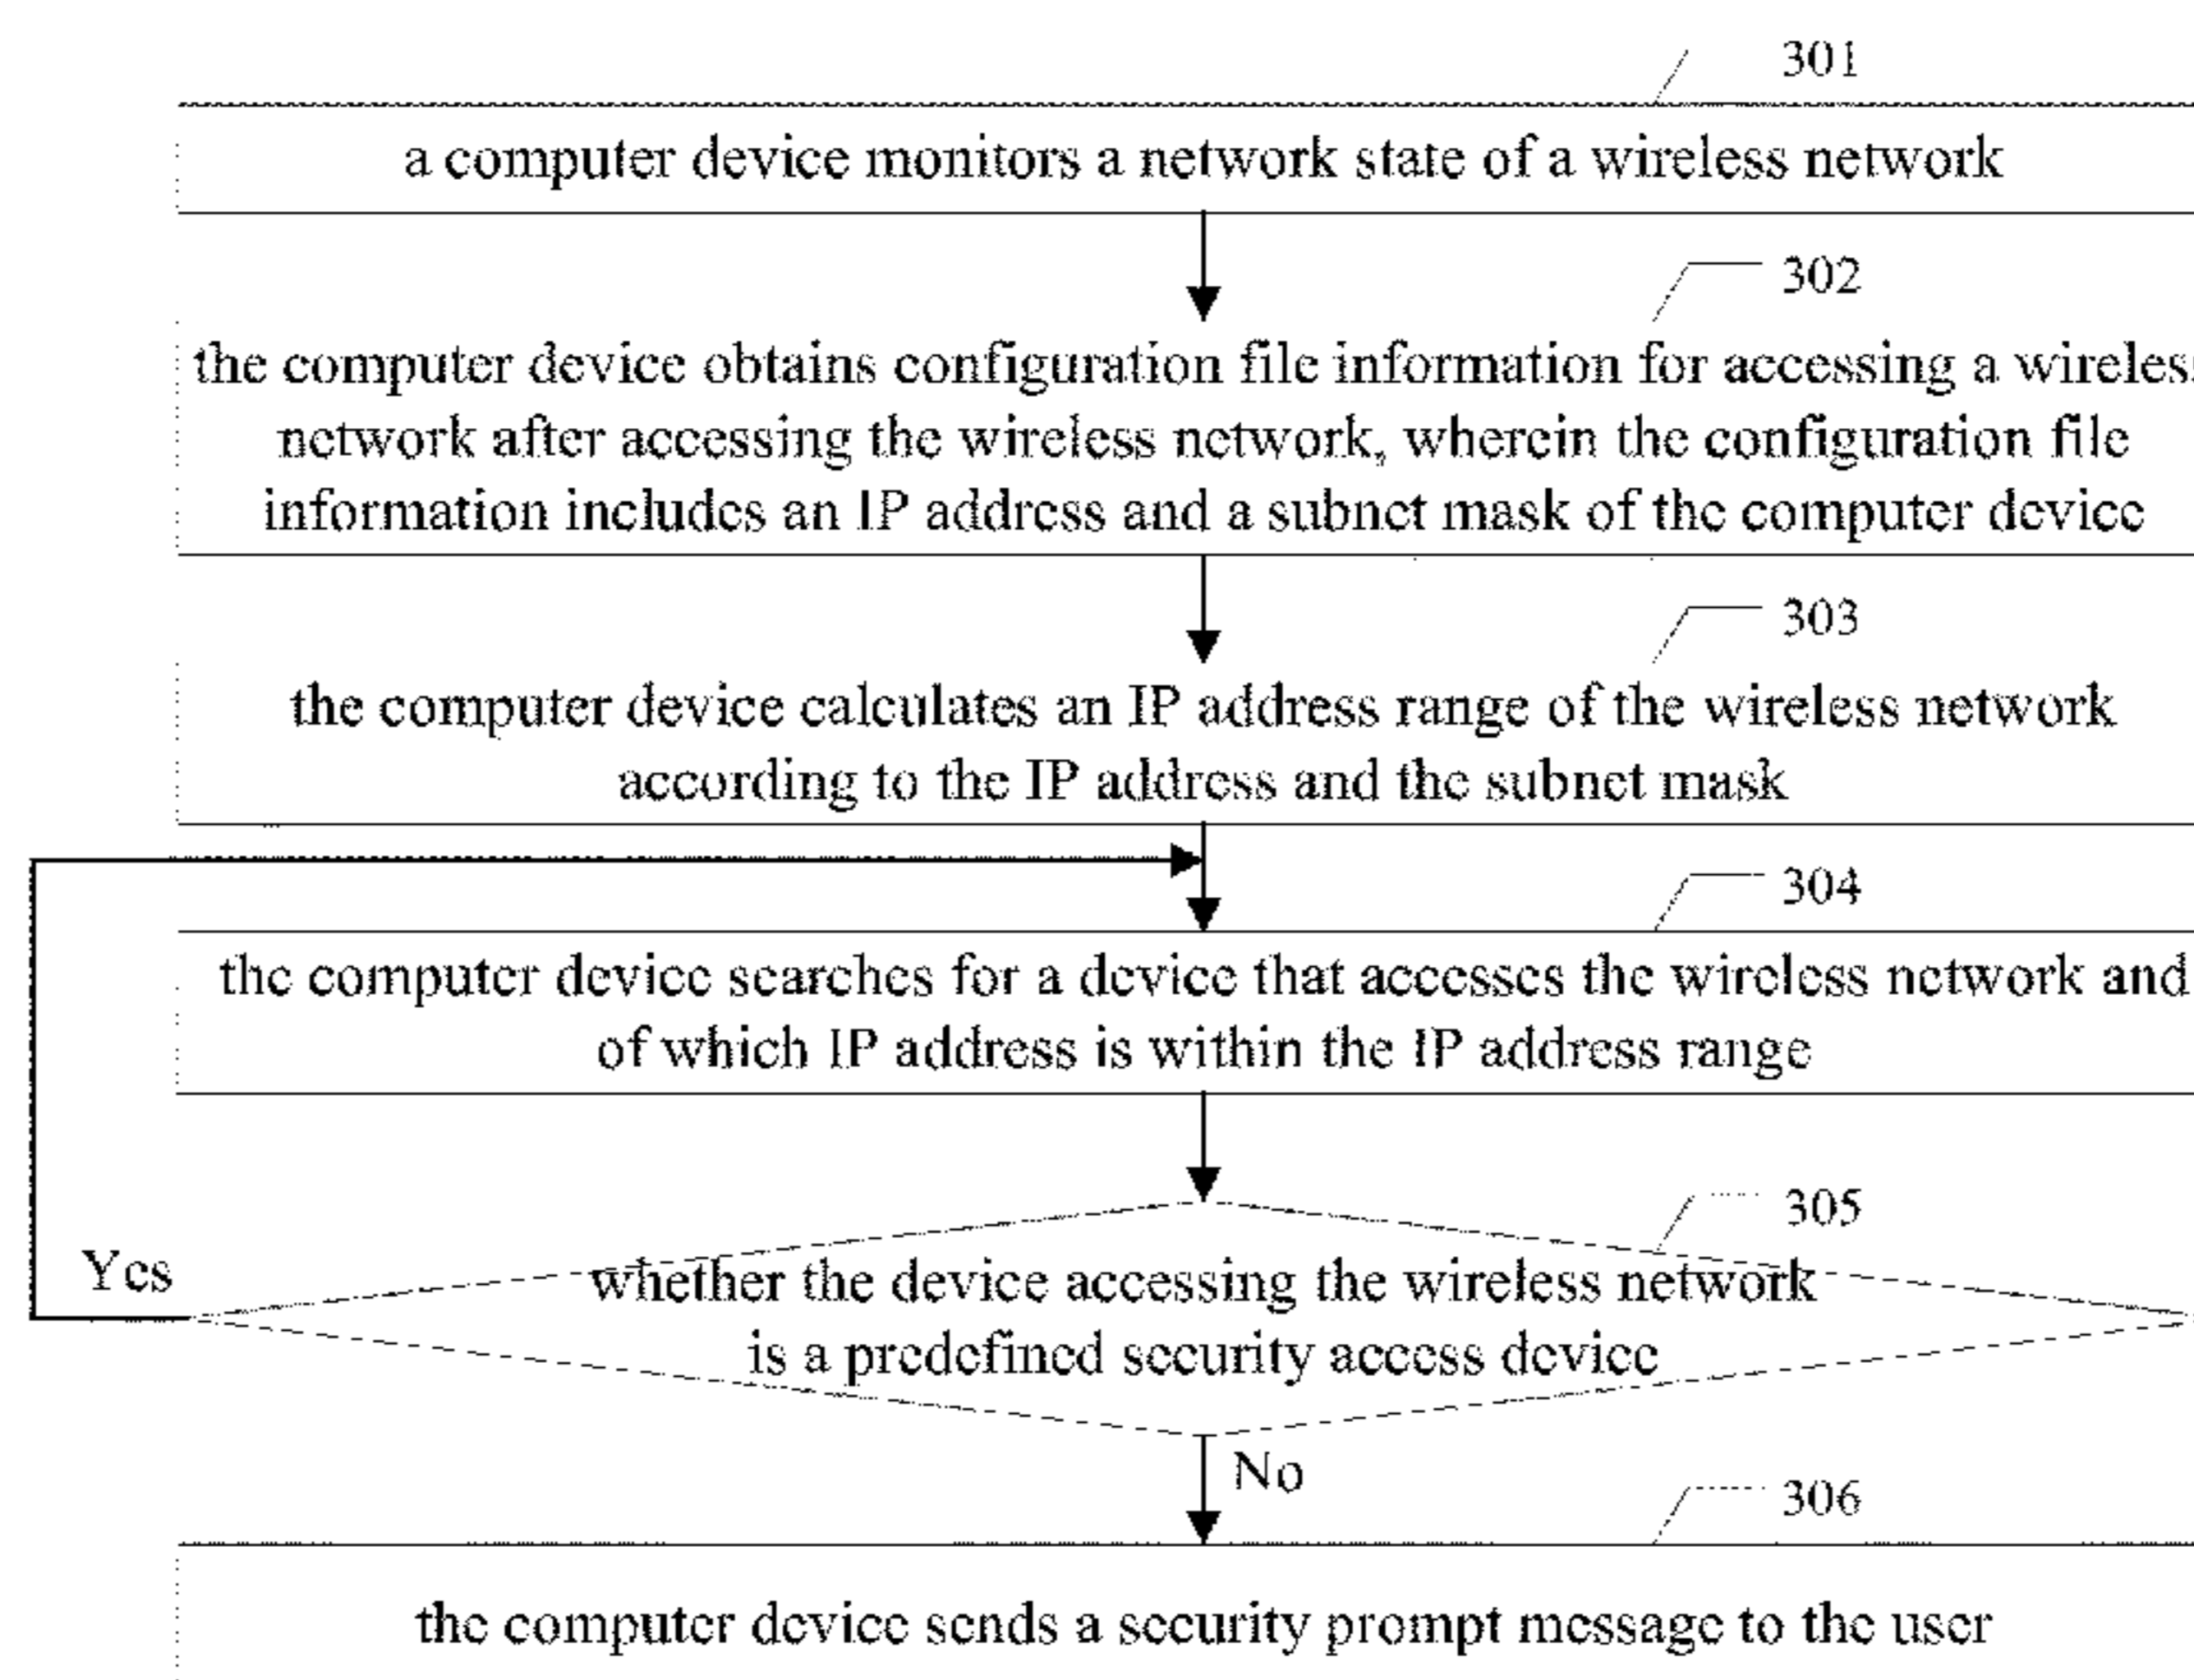 301
a computer device monitors a network state of a wireless network
302
the computer device obtains configuration file information for accessing a wireless
network after accessing the wireless network, wherein the configuration file
information includes an IP address and a subnet mask of the computer device
303
the computer device calculates an IP address range of the wireless network
according to the IP address and the subnet mask
304
the computer device searches for a device that accesses the wireless network and
of which IP address is within the IP address range
305
Yes
whether the device accessing the wireless network
is a predefined security access device
No
306
the computer device sends a security prompt message to the user